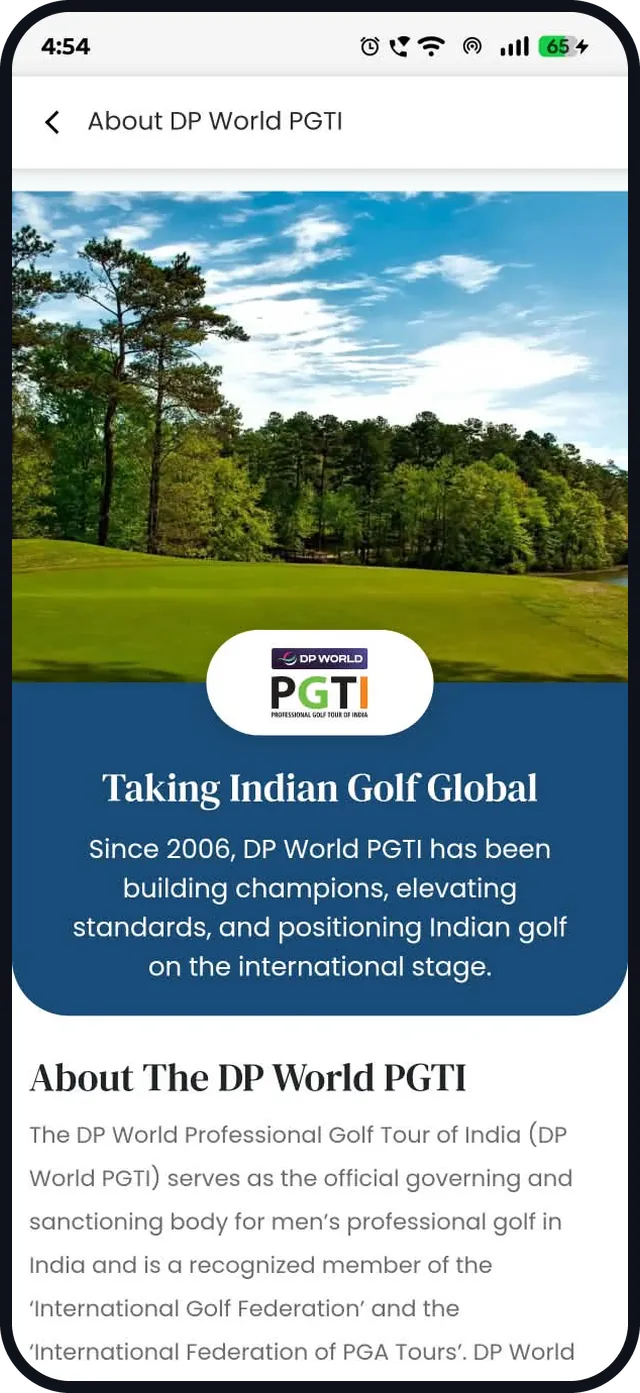 4:54
65
About DP World PGTI
DP WORLD
PGTI
PROFESSIONAL GOLF TOUR OF INDIA
Taking Indian Golf Global
Since 2006, DP World PGTI has been
building champions, elevating
standards, and positioning Indian golf
on the international stage.
About The DP World PGTI
The DP World Professional Golf Tour of India (DP
World PGTI) serves as the official governing and
sanctioning body for men’s professional golf in
India and is a recognized member of the
‘International Golf Federation’ and the
‘International Federation of PGA Tours’. DP World